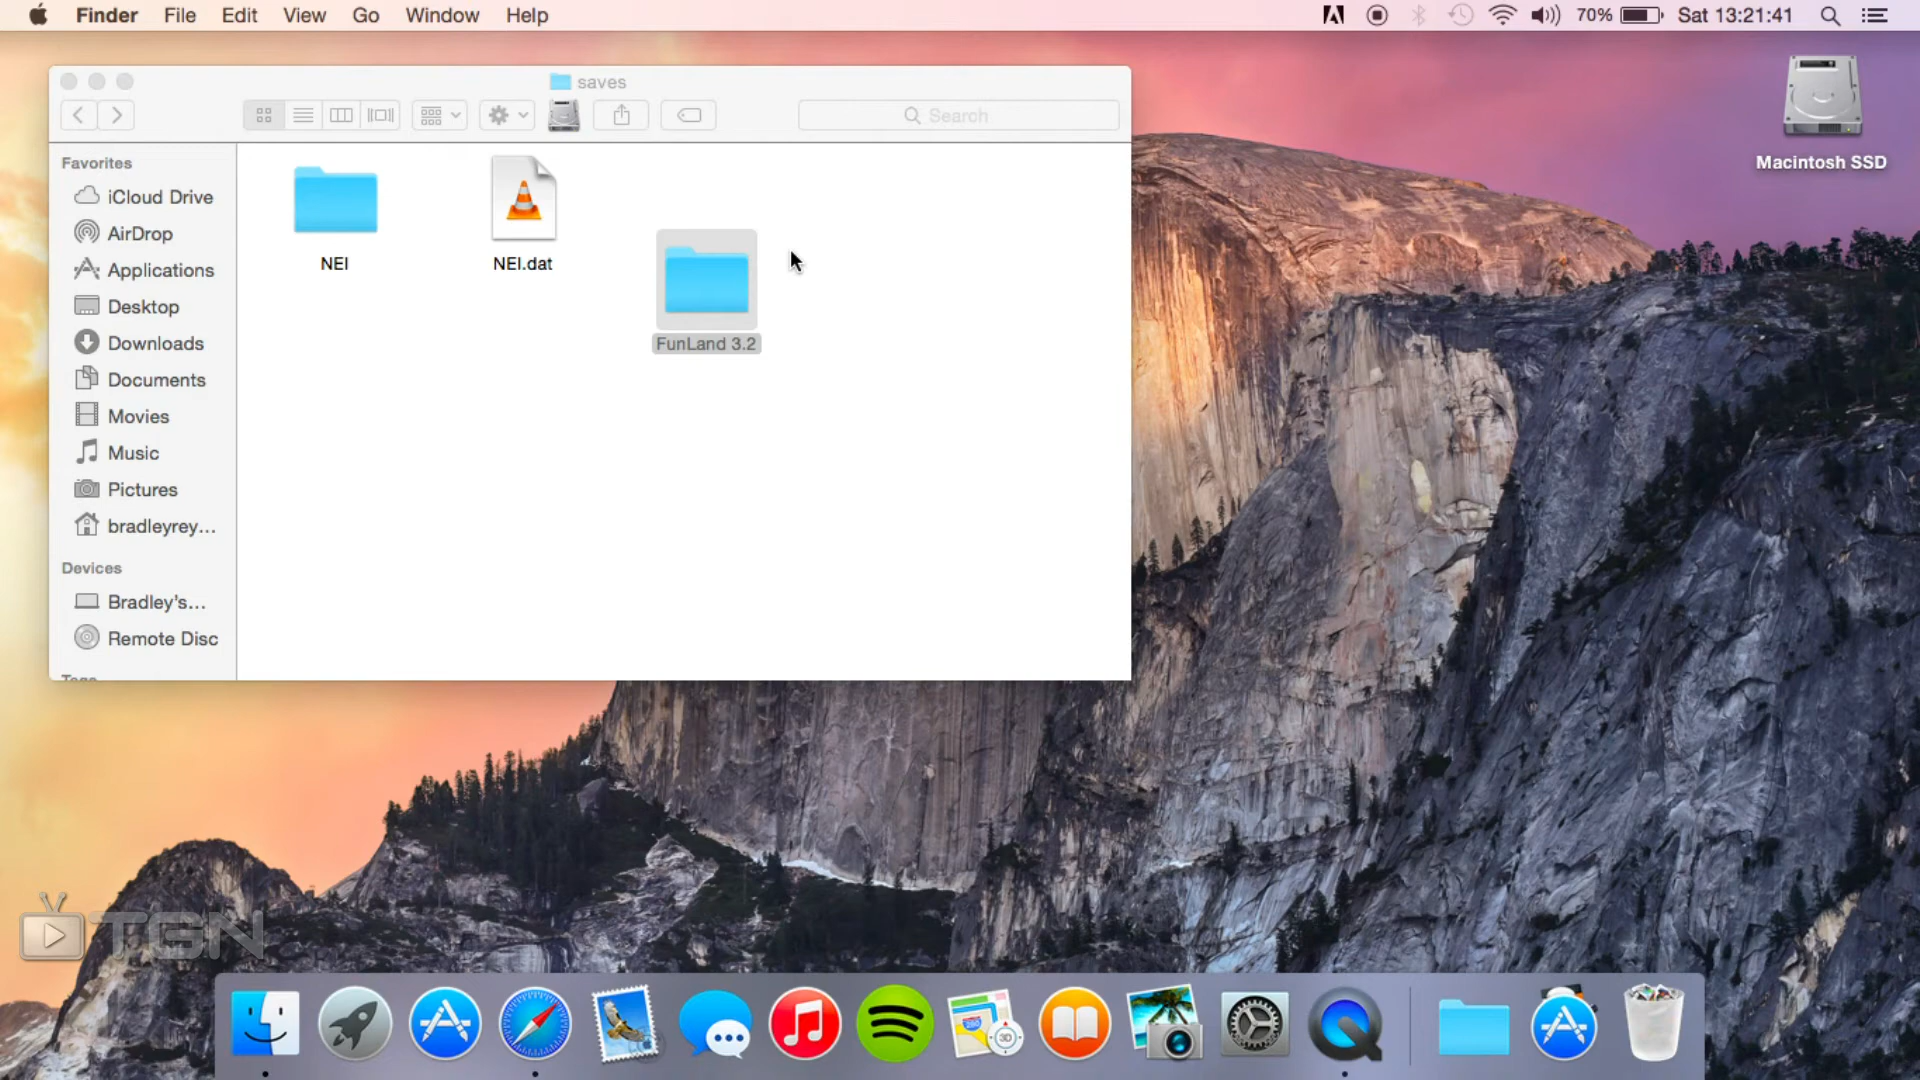 Finder File Edit View Go Window Help 70% Sat 13:21:41
saves
Search
Macintosh SSD
Favorites
iCloud Drive
AirDrop
Applications
Desktop
Downloads
Documents
Movies
Music
Pictures
bradleyrey...
Devices
Bradley's...
Remote Disc
NEI
NEI.dat
FunLand 3.2
TGN